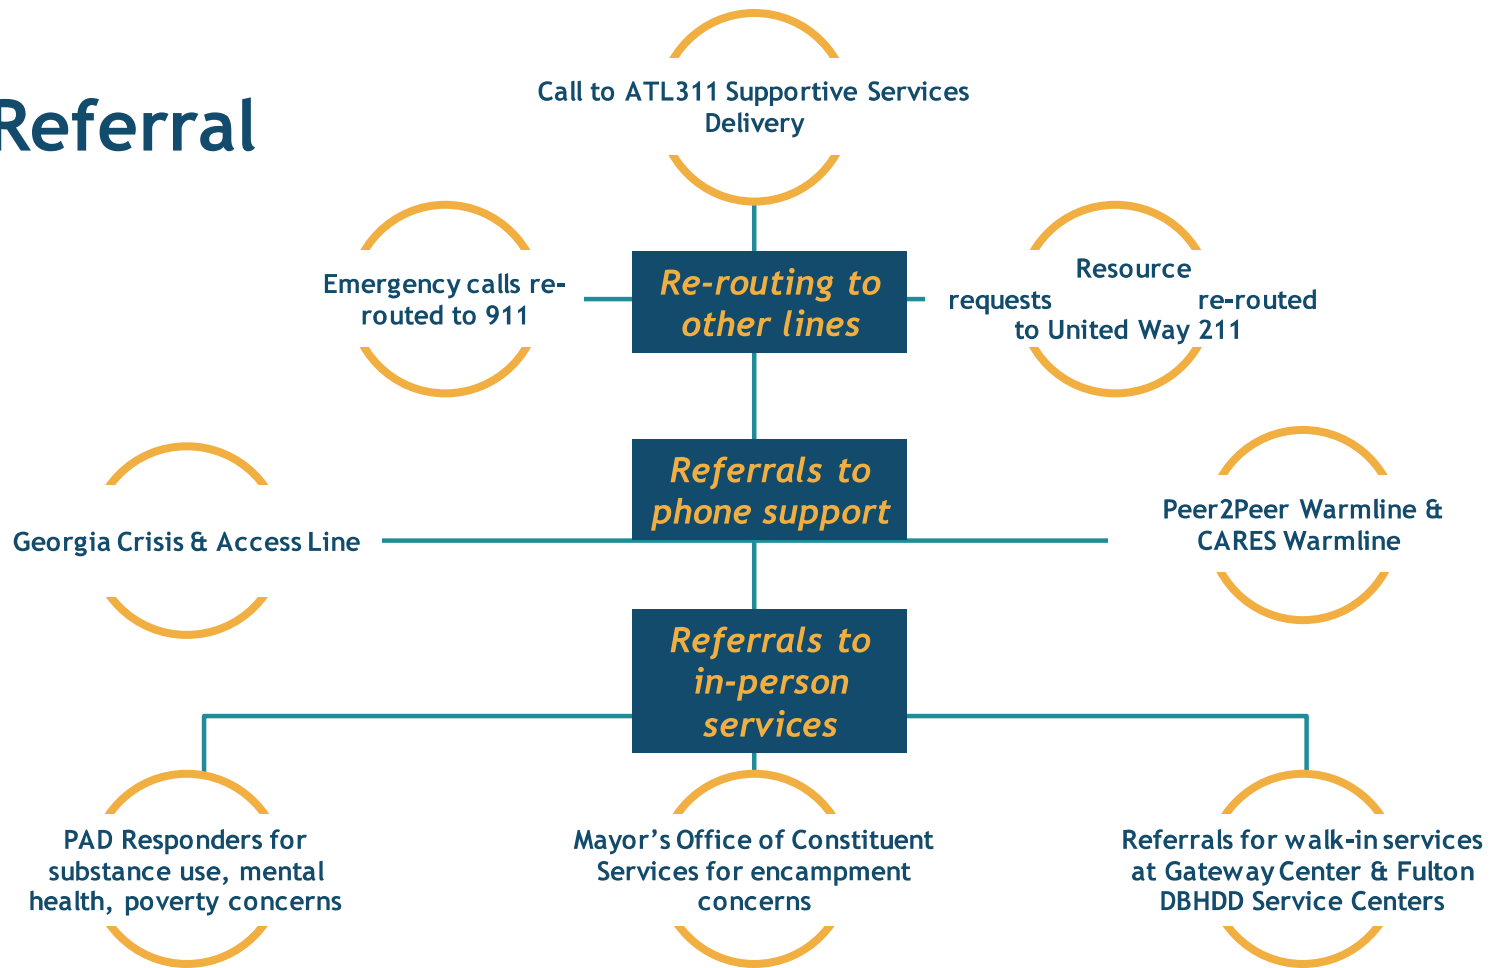 Call to ATL311 Supportive Services
Delivery
Referral
Emergency calls re-
routed to 911
Re-routing to
other lines
Resource
requests re-routed
to United Way 211
Referrals to
phone support
Georgia Crisis & Access Line
Peer2Peer Warmline &
CARES Warmline
Referrals to
in-person
services
PAD Responders for
substance use, mental
health, poverty concerns
Mayor’s Office of Constituent
Services for encampment
concerns
Referrals for walk-in services
at Gateway Center & Fulton
DBHDD Service Centers